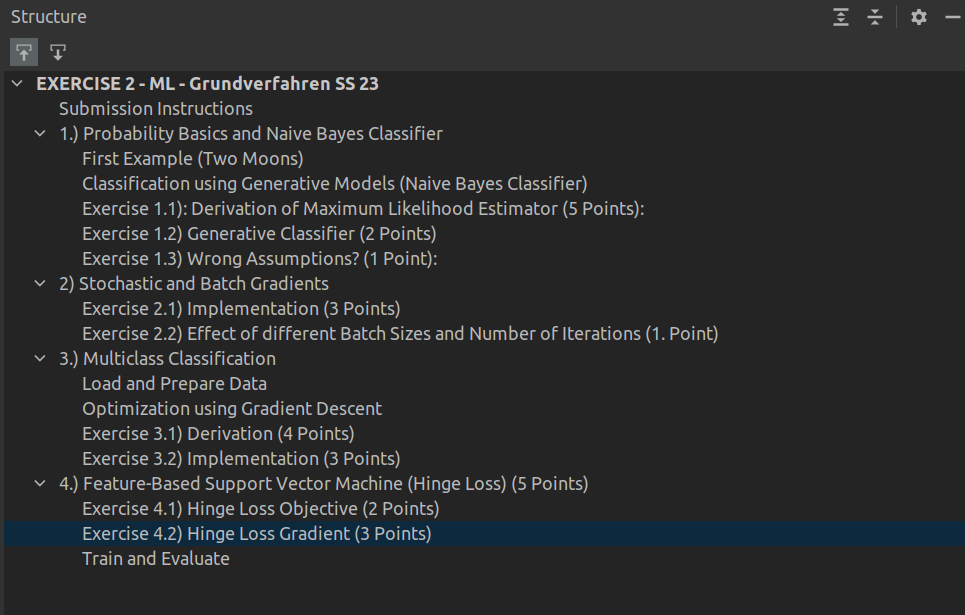 Structure
EXERCISE 2 - ML - Grundverfahren SS 23
Submission Instructions
1.) Probability Basics and Naive Bayes Classifier
First Example (Two Moons)
Classification using Generative Models (Naive Bayes Classifier)
Exercise 1.1): Derivation of Maximum Likelihood Estimator (5 Points):
Exercise 1.2) Generative Classifier (2 Points)
Exercise 1.3) Wrong Assumptions? (1 Point):
2) Stochastic and Batch Gradients
Exercise 2.1) Implementation (3 Points)
Exercise 2.2) Effect of different Batch Sizes and Number of Iterations (1. Point)
3.) Multiclass Classification
Load and Prepare Data
Optimization using Gradient Descent
Exercise 3.1) Derivation (4 Points)
Exercise 3.2) Implementation (3 Points)
4.) Feature-Based Support Vector Machine (Hinge Loss) (5 Points)
Exercise 4.1) Hinge Loss Objective (2 Points)
Exercise 4.2) Hinge Loss Gradient (3 Points)
Train and Evaluate